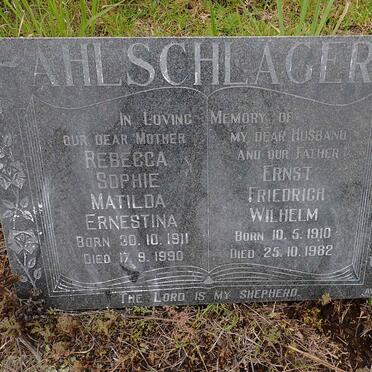 AHLSCHLAGER
IN LOVING MEMORY OF
OUR DEAR MOTHER
REBECCA
SOPHIE
MATILDA
ERNESTINA
BORN 30.10.1911
DIED 17.9.1990
MY DEAR HUSBAND
AND OUR FATHER
ERNST
FRIEDRICH
WILHELM
BORN 10.5.1910
DIED 25.10.1982
THE LORD IS MY SHEPHERD.